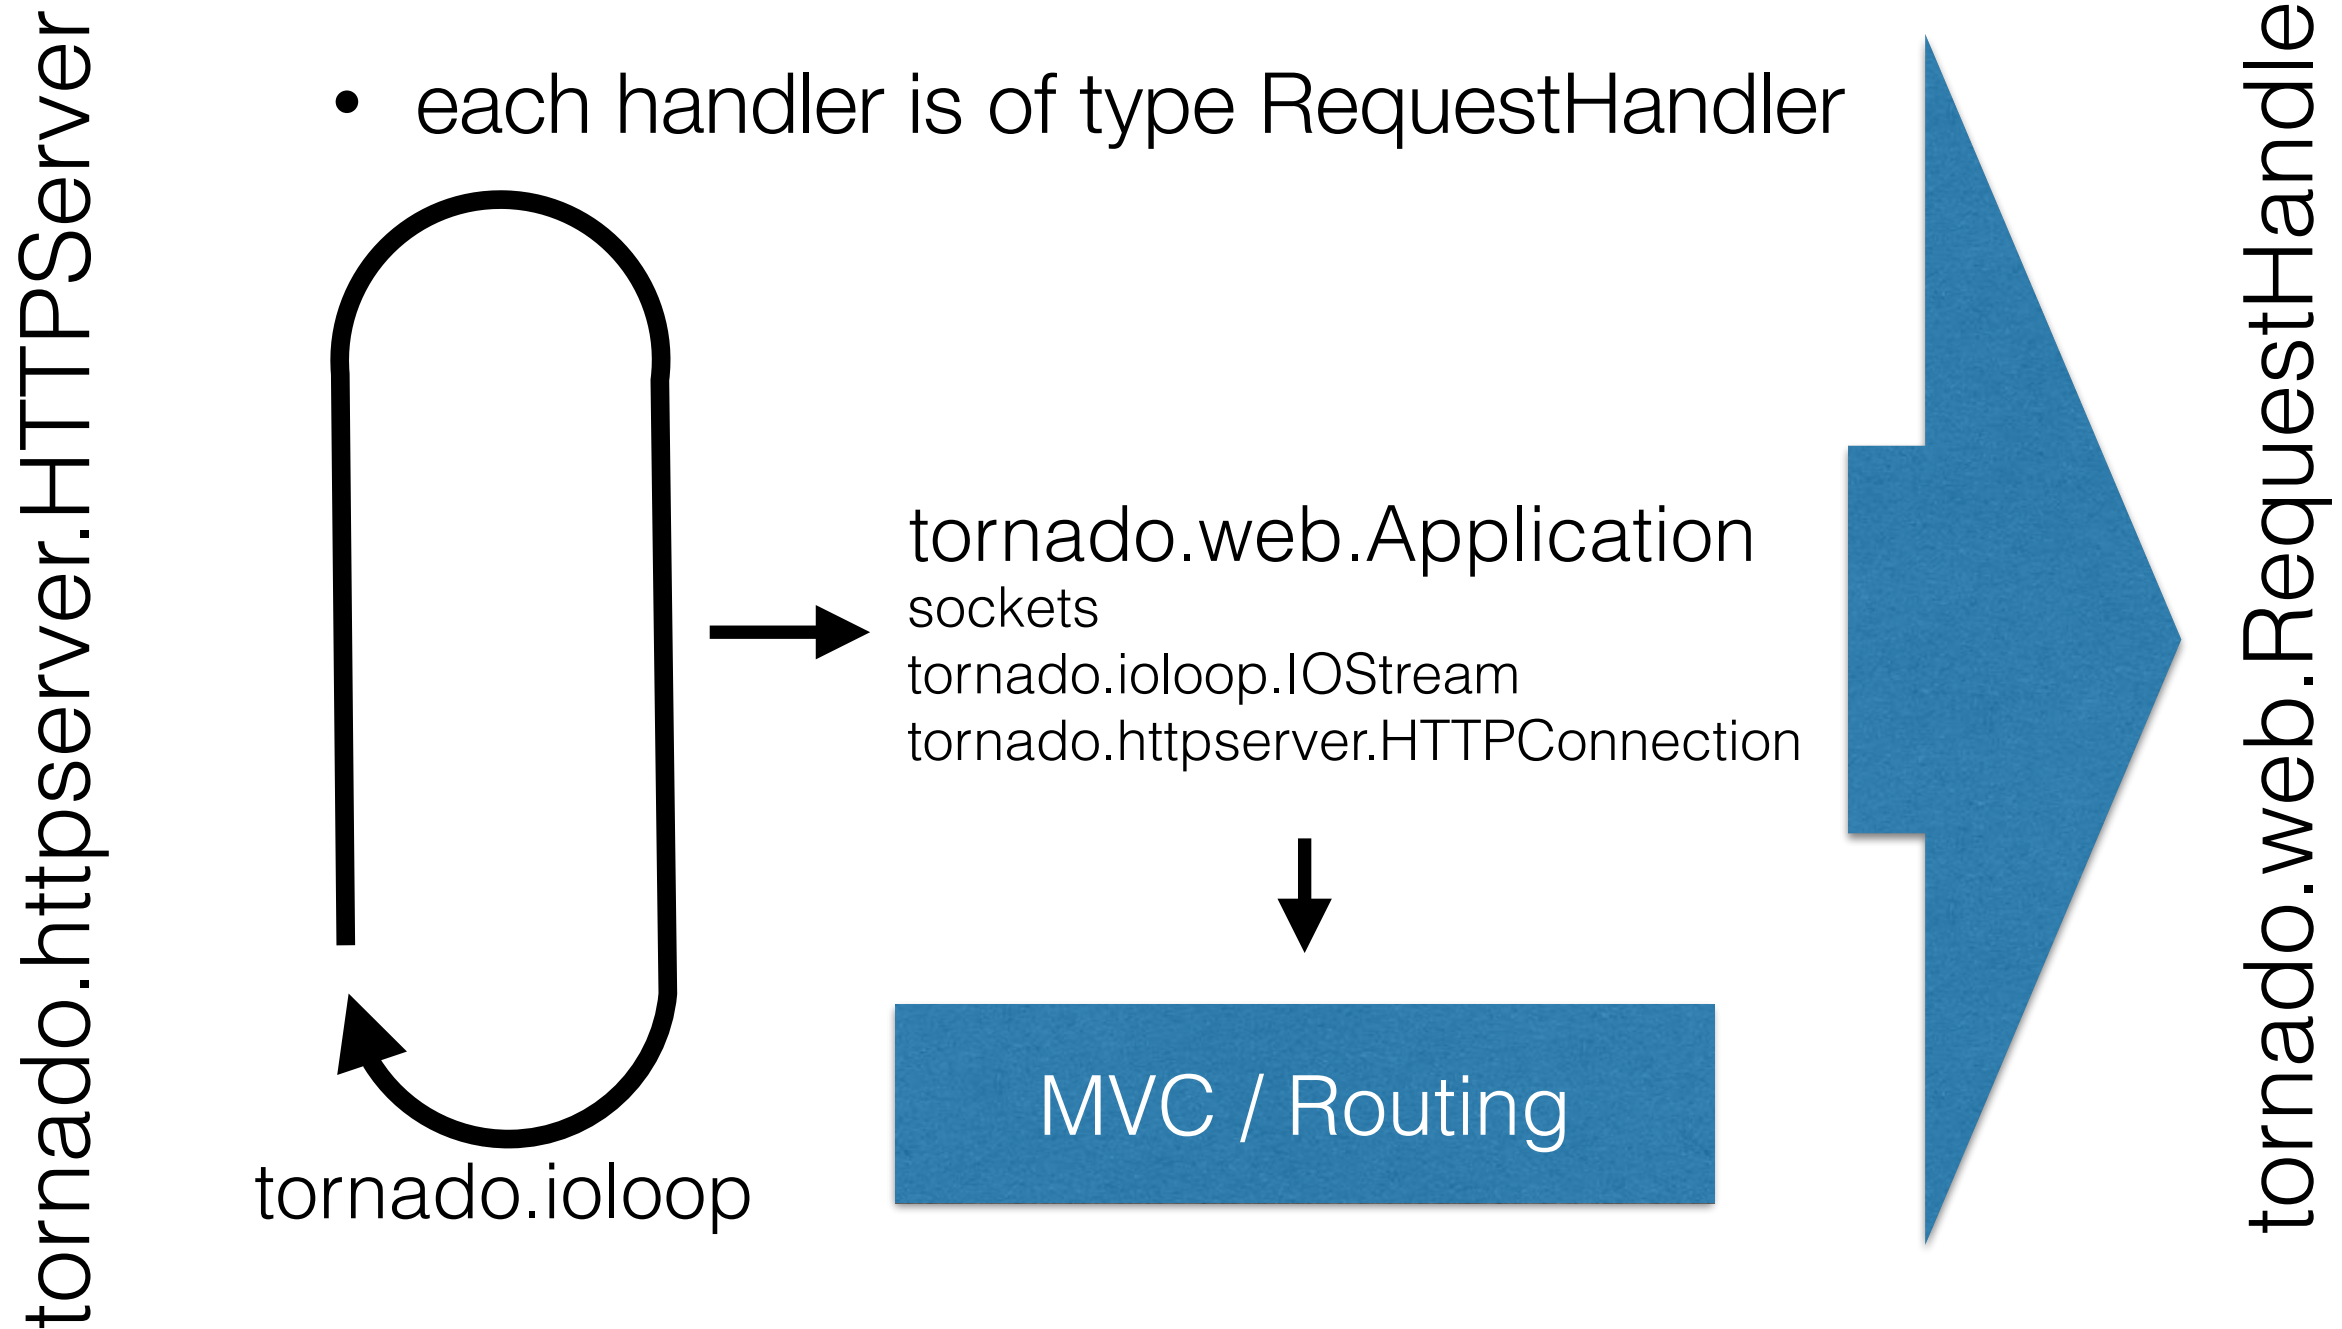 tornado.httpserver.HTTPServer
• each handler is of type RequestHandler
tornado.web.Application
sockets
tornado.ioloop.IOStream
tornado.httpserver.HTTPConnection
MVC / Routing
tornado.ioloop
tornado.web.RequestHandle